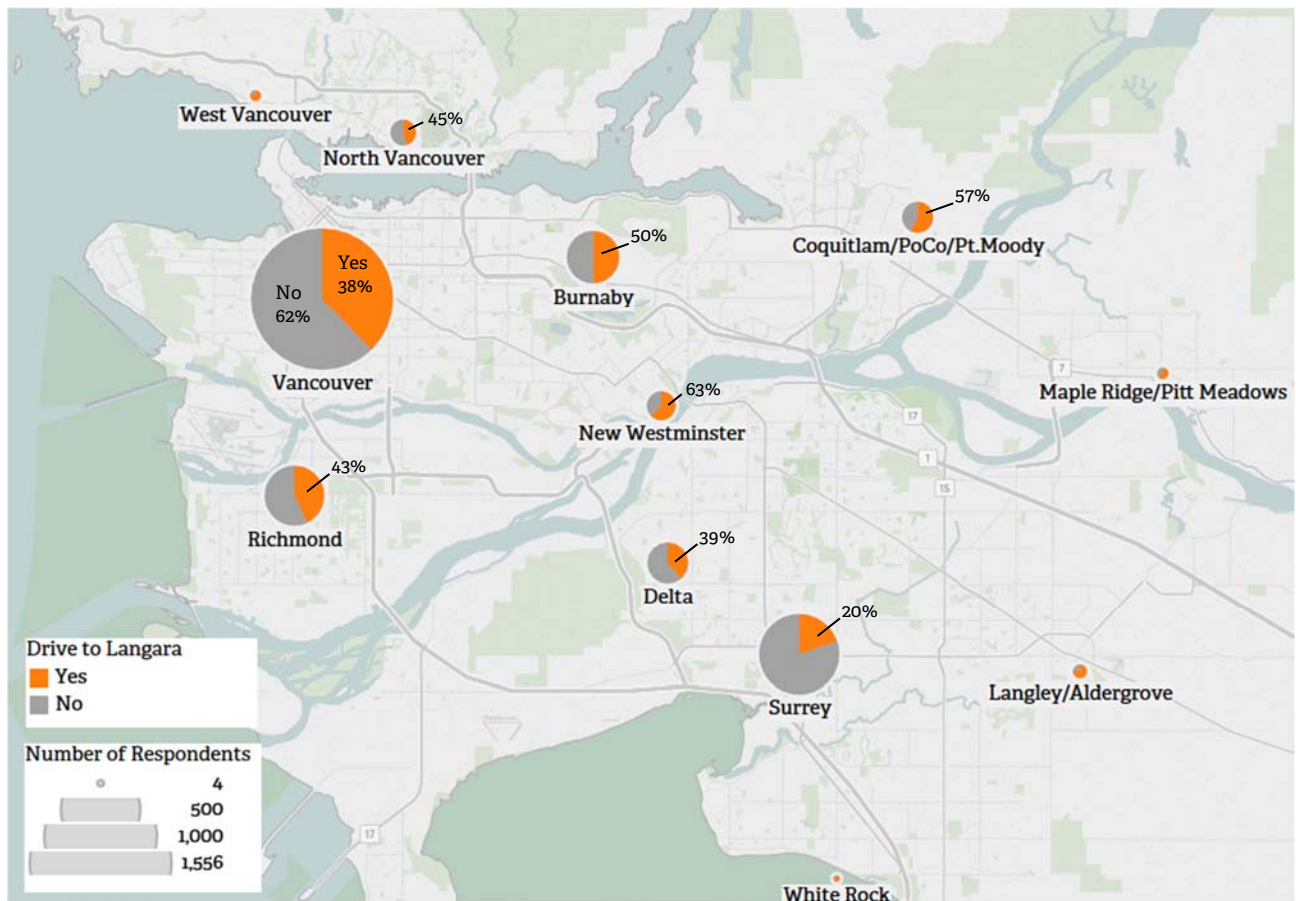 West Vancouver
45%
North Vancouver
57%
Coquitlam/PoCo/Pt.Moody
50%
Burnaby
Yes
38%
No
62%
Vancouver
7
Maple Ridge/Pitt Meadows
63%
New Westminster
17
1
15
43%
Richmond
39%
Delta
20%
Surrey
Langley/Aldergrove
Drive to Langara
Yes
No
Number of Respondents
4
500
1,000
1,556
17
White Rock